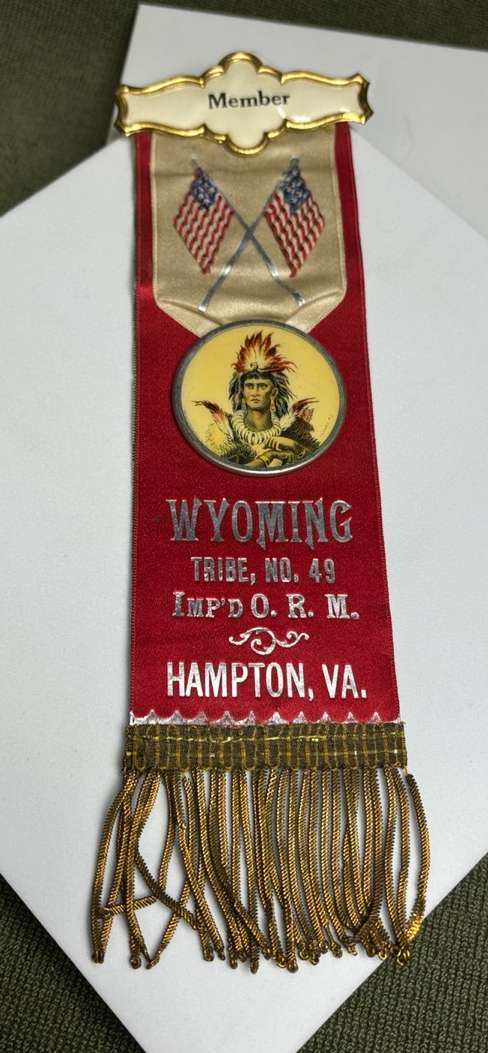 Member
WYOMING
TRIBE, NO. 49
IMP'D O. R. M.
HAMPTON, VA.